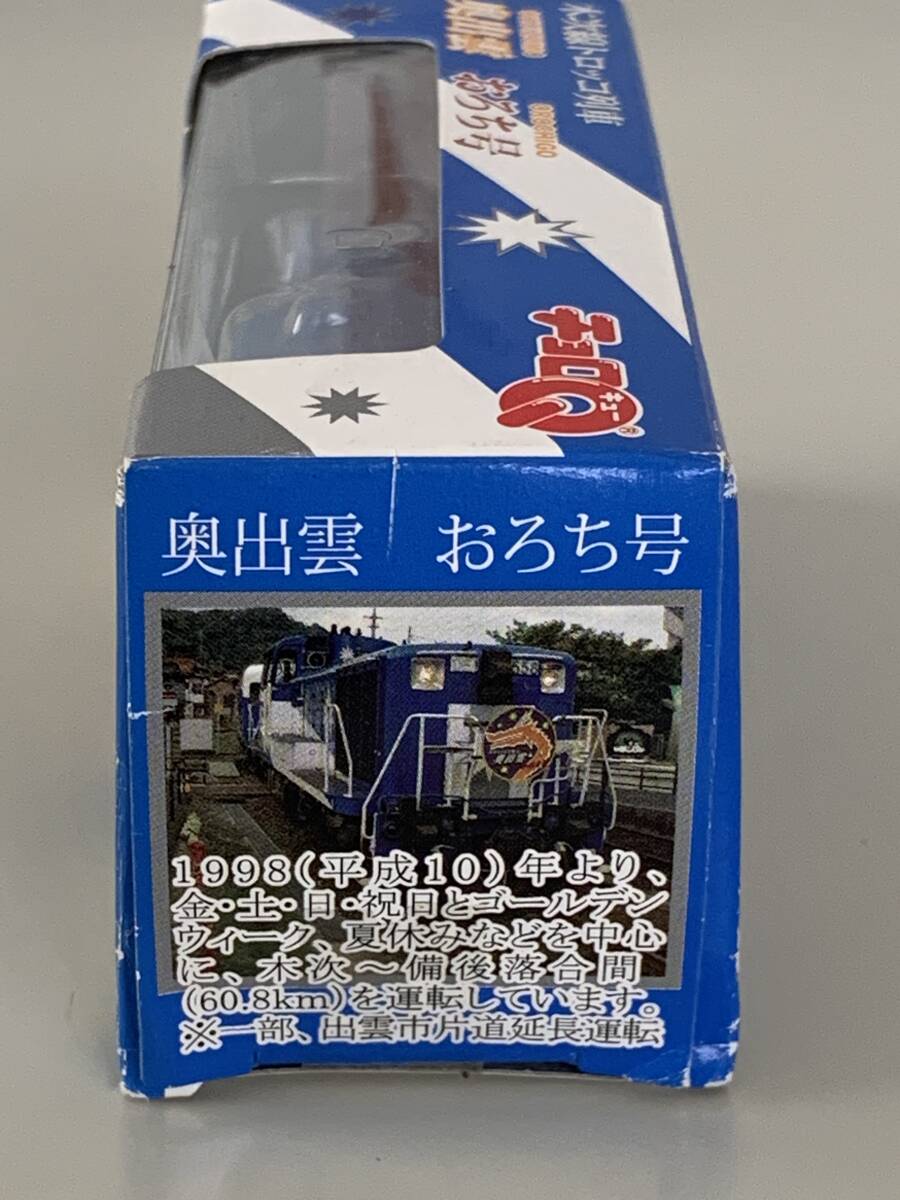 木次線トロッコ列車
奥出雲
おろち号
OROCHIGO
チョロQ
キュー
®
奥出雲 おろち号
1998(平成10)年より、
金・土・日・祝日とゴールデン
ウィーク、夏休みなどを中心
に、木次～備後落合間
(60.8km)を運転しています。
※一部、出雲市片道延長運転